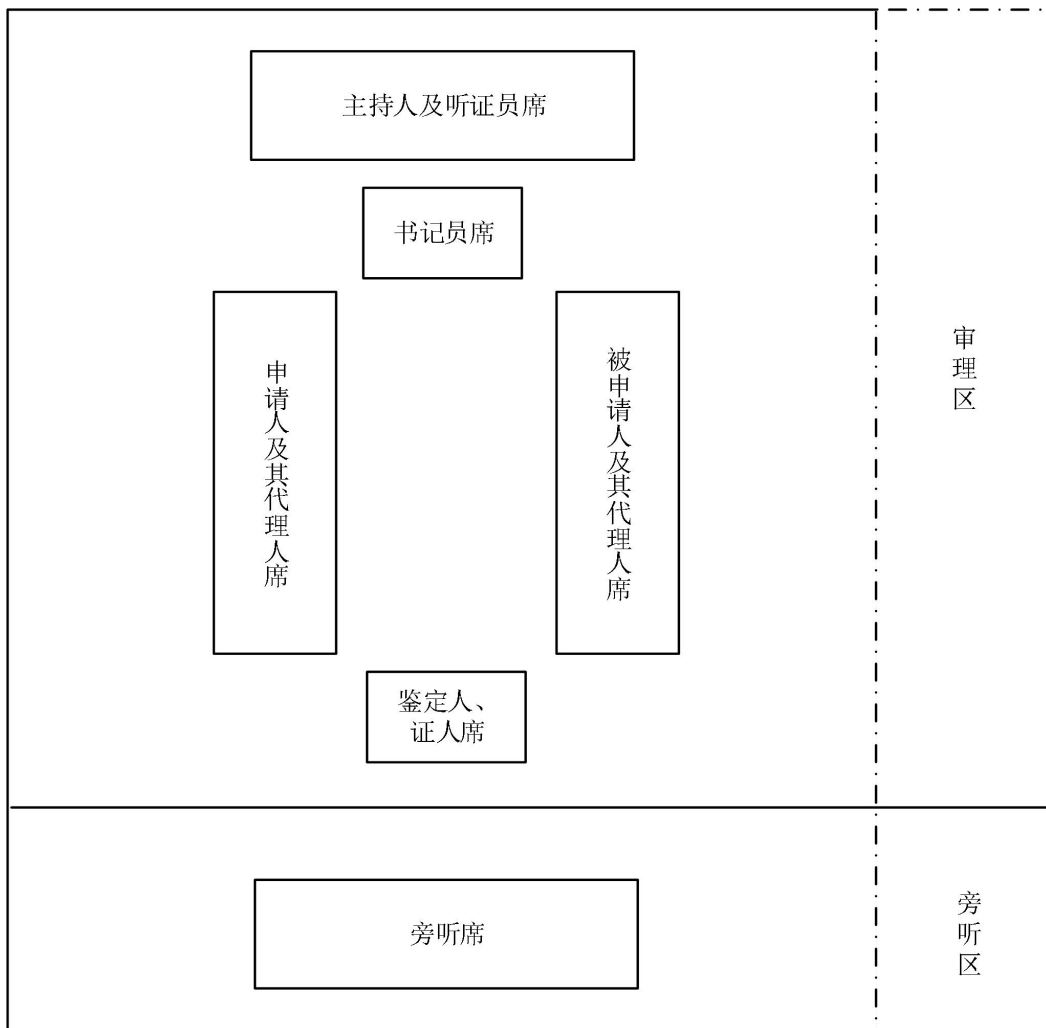 主持人及听证员席
书记员席
申请人及其代理人席
被申请人及其代理人席
审理区
鉴定人、
证人席
旁听席
旁听区